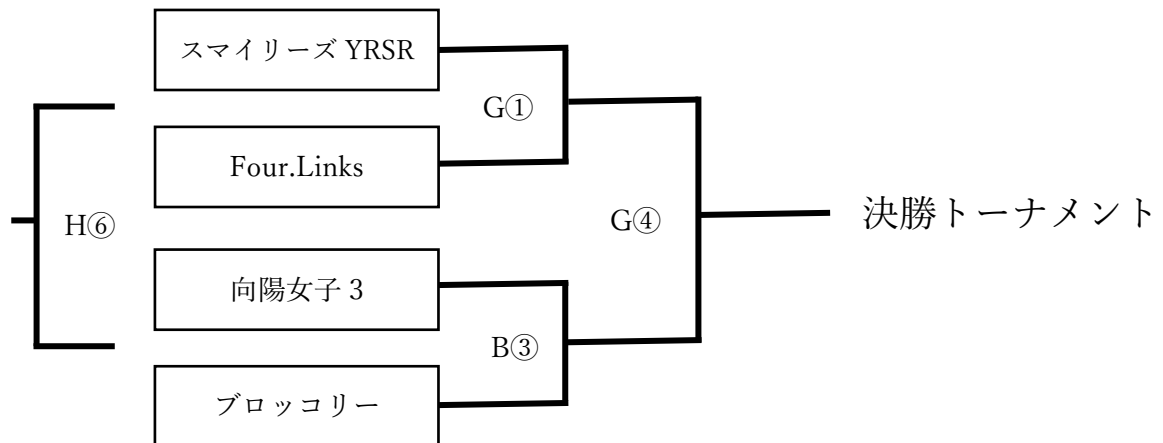 スマイリーズ YRSR
G①
Four.Links
H⑥
G④
決勝トーナメント
向陽女子 3
B③
ブロッコリー